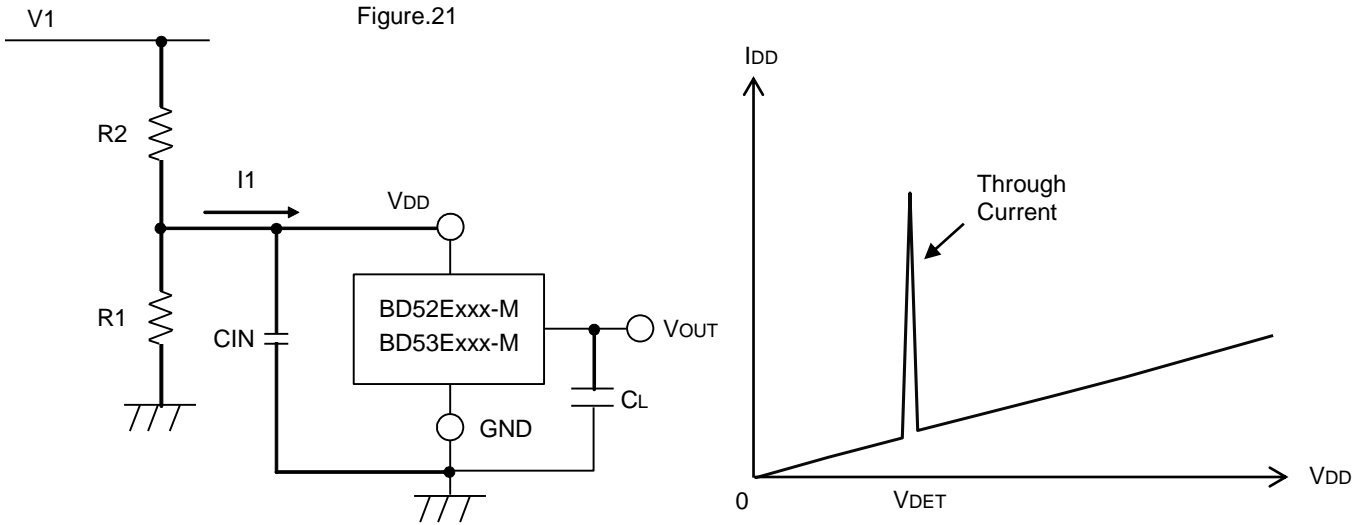 V1
Figure.21
R2
I1
VDD
R1
CIN
BD52Exxx-M
BD53Exxx-M
VOUT
CL
GND
IDD
Through
Current
0
VDET
VDD